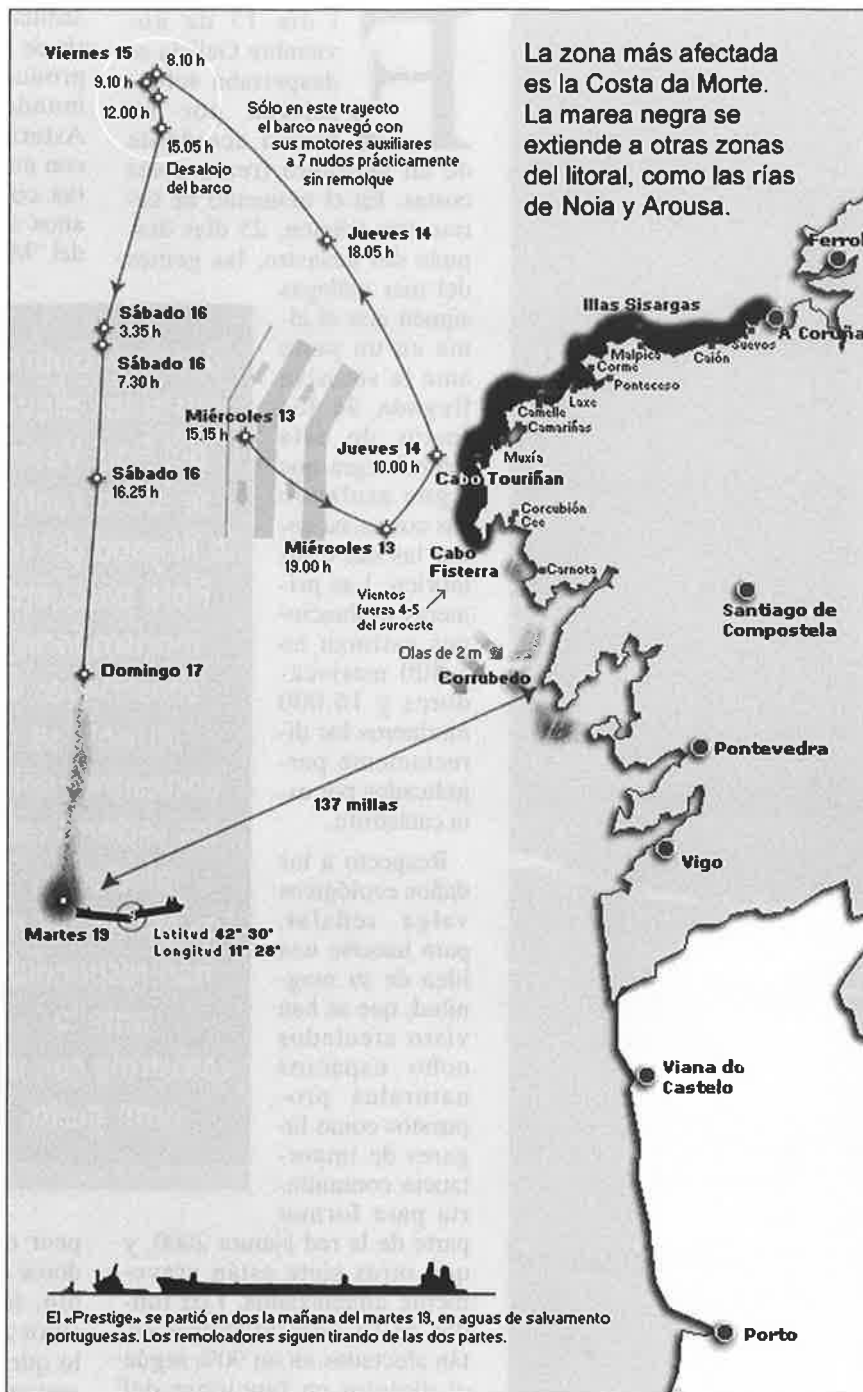 La zona más afectada
es la Costa da Morte.
La marea negra se
extiende a otras zonas
del litoral, como las rías
de Noia y Arousa.
Viernes 15
8.10 h
9.10 h
12.00 h
15.05 h
Desalojo
del barco
Sólo en este trayecto
el barco navegó con
sus motores auxiliares
a 7 nudos prácticamente
sin remolque
Jueves 14
18.05 h
Sábado 16
3.35 h
Sábado 16
7.30 h
Miércoles 13
15.15 h
Jueves 14
10.00 h
Sábado 16
16.25 h
Miércoles 13
19.00 h
Domingo 17
Ferrol
Illas Sisargas
A Coruña
Suevos
Caión
Malpica
Corme
Ponteceso
Laxe
Camelle
Camariñas
Muxía
Cabo Touriñan
Corcubión
Cee
Cabo
Fisterra
Carnota
Vientos
fuerza 4-5
del suroeste
Santiago de
Compostela
Olas de 2 m
Corrubedo
Pontevedra
137 millas
Vigo
Martes 19
Latitud 42° 30°
Longitud 11° 28°
Viana do
Castelo
Porto
El «Prestige» se partió en dos la mañana del martes 19, en aguas de salvamento
portuguesas. Los remoloadores siguen tirando de las dos partes.